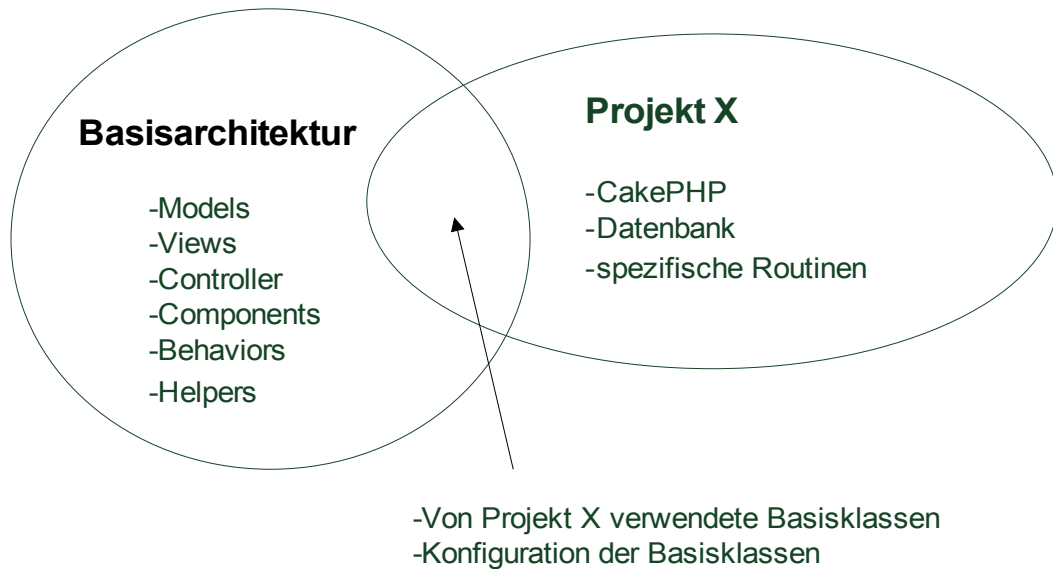 Basisarchitektur
-Models
-Views
-Controller
-Components
-Behaviors
-Helpers
Projekt X
-CakePHP
-Datenbank
-spezifische Routinen
-Von Projekt X verwendete Basisklassen
-Konfiguration der Basisklassen